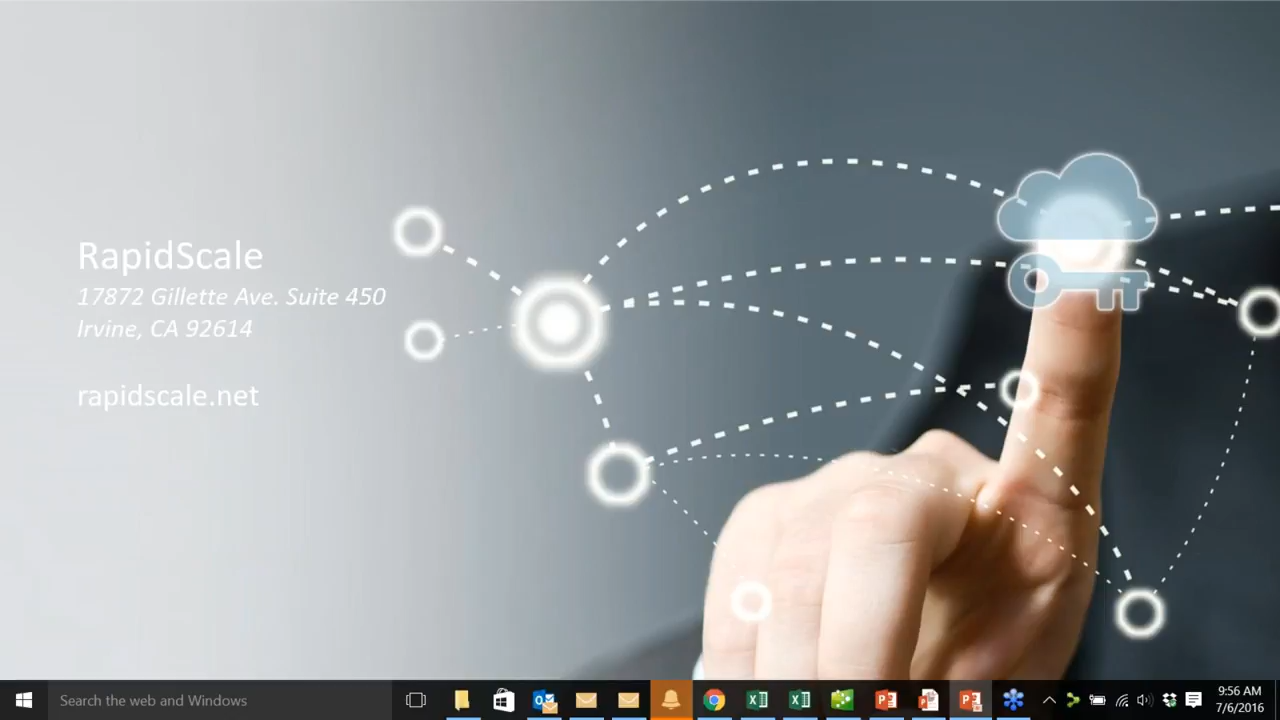 RapidScale
17872 Gillette Ave. Suite 450
Irvine, CA 92614
rapidscale.net
Search the web and Windows
9:56 AM
7/6/2016